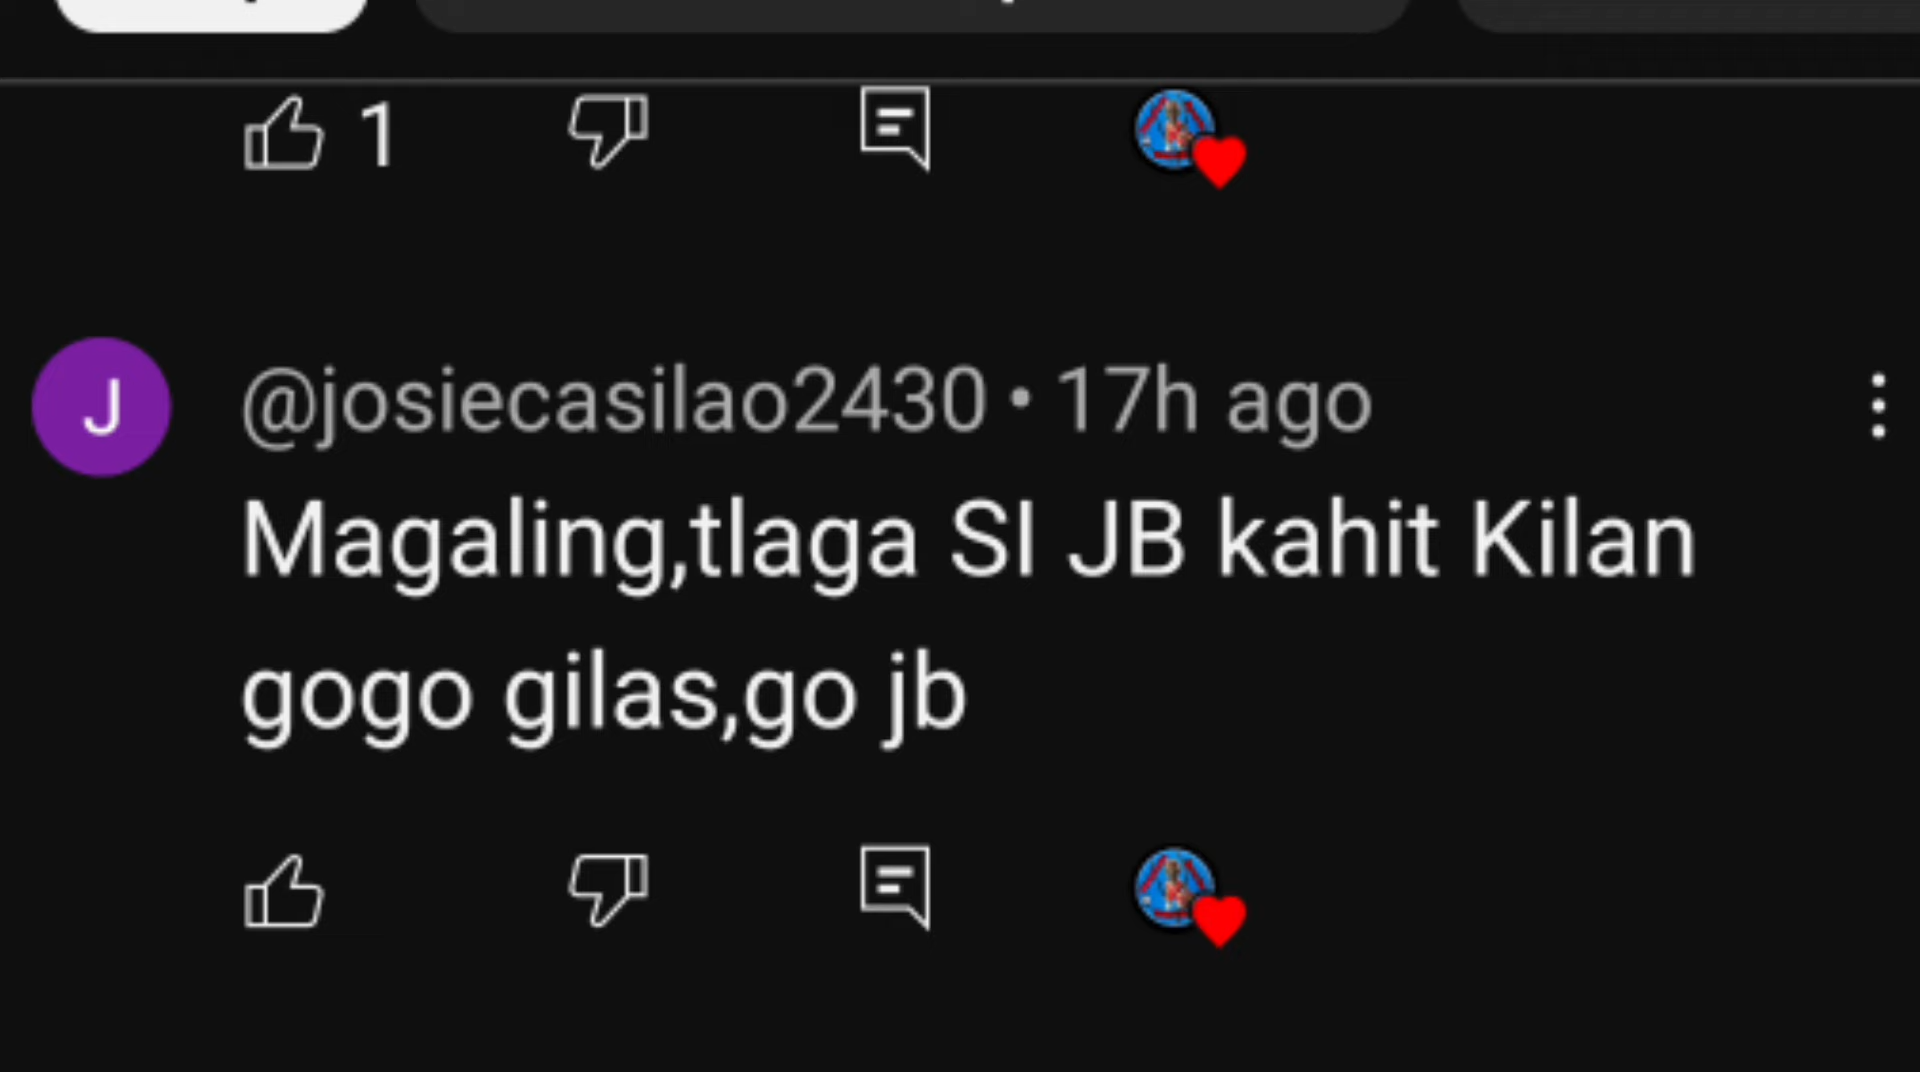 1
J
@josiecasilao2430 • 17h ago
Magaling,tlaga SI JB kahit Kilan
gogo gilas,go jb